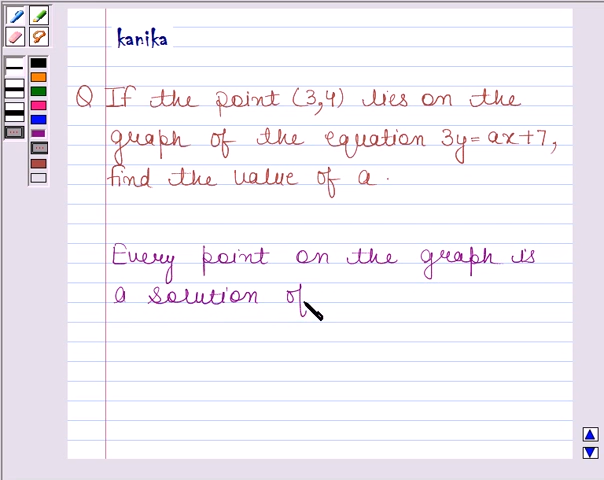 kanika
Q If the point (3,4) lies on the
graph of the equation 3y=ax+7,
find the value of a.
Every point on the graph is
a solution of